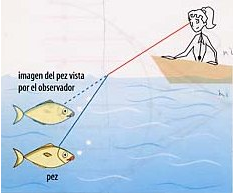 imagen del pez vista
por el observador
pez